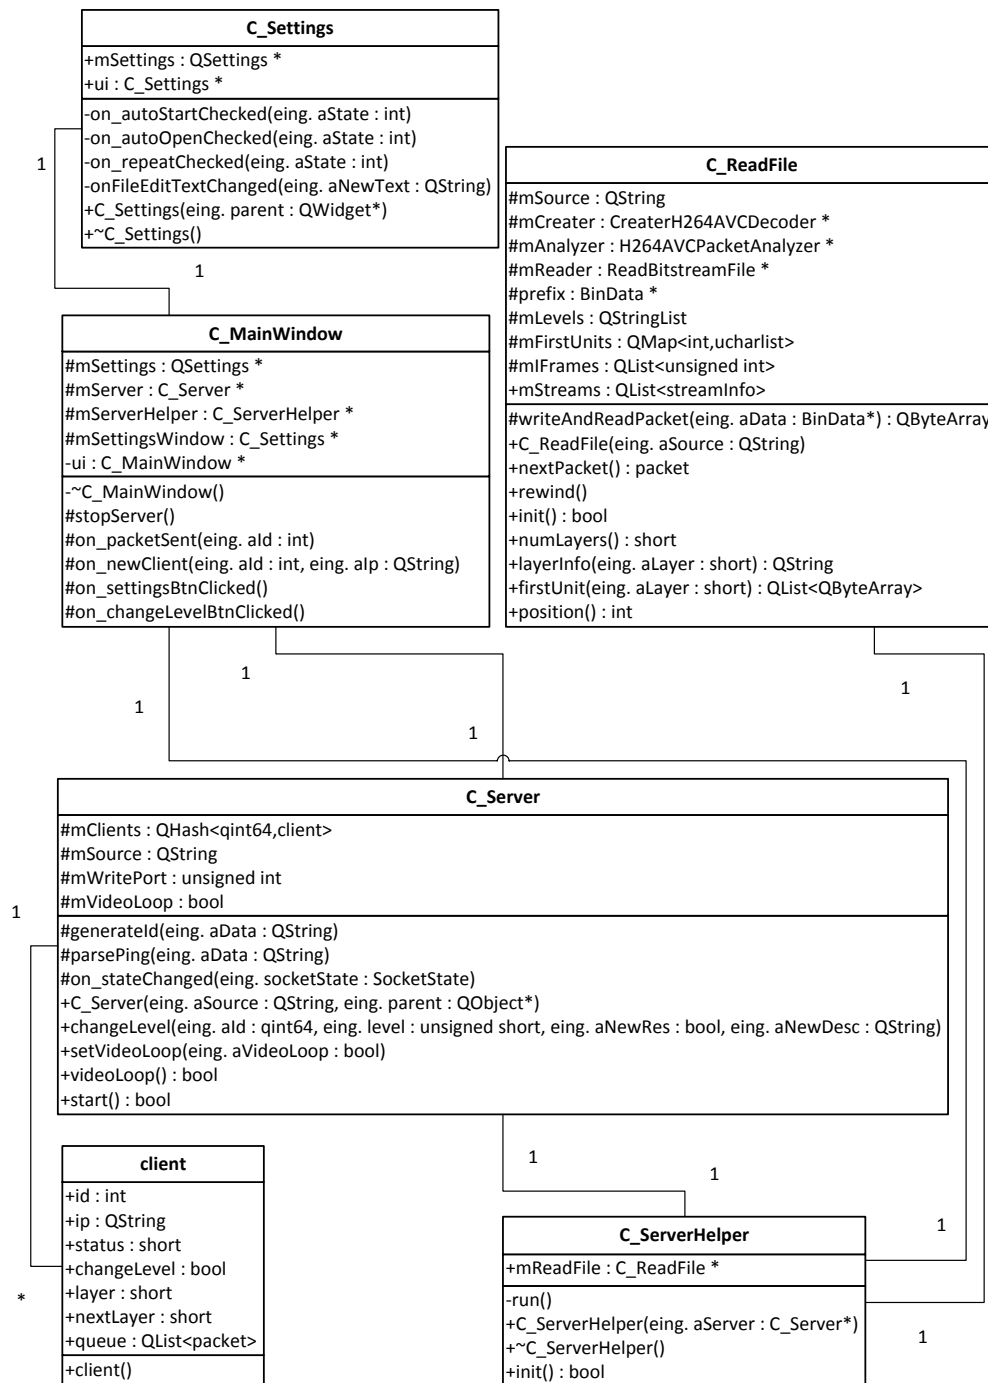 C_Settings
+mSettings : QSettings *
+ui : C_Settings *
-on_autoStartChecked(eing. aState : int)
-on_autoOpenChecked(eing. aState : int)
-on_repeatChecked(eing. aState : int)
-onFileEditTextChanged(eing. aNewText : QString)
+C_Settings(eing. parent : QWidget*)
+~C_Settings()
1
1
C_MainWindow
#mSettings : QSettings *
#mServer : C_Server *
#mServerHelper : C_ServerHelper *
#mSettingsWindow : C_Settings *
-ui : C_MainWindow *
-~C_MainWindow()
#stopServer()
#on_packetSent(eing. aId : int)
#on_newClient(eing. aId : int, eing. aIp : QString)
#on_settingsBtnClicked()
#on_changeLevelBtnClicked()
C_ReadFile
#mSource : QString
#mCreater : CreaterH264AVCDecoder *
#mAnalyzer : H264AVCPacketAnalyzer *
#mReader : ReadBitstreamFile *
#prefix : BinData *
#mLevels : QStringList
#mFirstUnits : QMap<int,ucharlist>
#mIFrames : QList<unsigned int>
+mStreams : QList<streamInfo>
#writeAndReadPacket(eing. aData : BinData*) : QByteArray
+C_ReadFile(eing. aSource : QString)
+nextPacket() : packet
+rewind()
+init() : bool
+numLayers() : short
+layerInfo(eing. aLayer : short) : QString
+firstUnit(eing. aLayer : short) : QList<QByteArray>
+position() : int
1
1
1
1
C_Server
#mClients : QHash<qint64,client>
#mSource : QString
#mWritePort : unsigned int
#mVideoLoop : bool
#generateId(eing. aData : QString)
#parsePing(eing. aData : QString)
#on_stateChanged(eing. socketState : SocketState)
+C_Server(eing. aSource : QString, eing. parent : QObject*)
+changeLevel(eing. aId : qint64, eing. level : unsigned short, eing. aNewRes : bool, eing. aNewDesc : QString)
+setVideoLoop(eing. aVideoLoop : bool)
+videoLoop() : bool
+start() : bool
1
client
+id : int
+ip : QString
+status : short
+changeLevel : bool
+layer : short
+nextLayer : short
+queue : QList<packet>
+client()
*
1
1
1
C_ServerHelper
+mReadFile : C_ReadFile *
-run()
+C_ServerHelper(eing. aServer : C_Server*)
+~C_ServerHelper()
+init() : bool
1